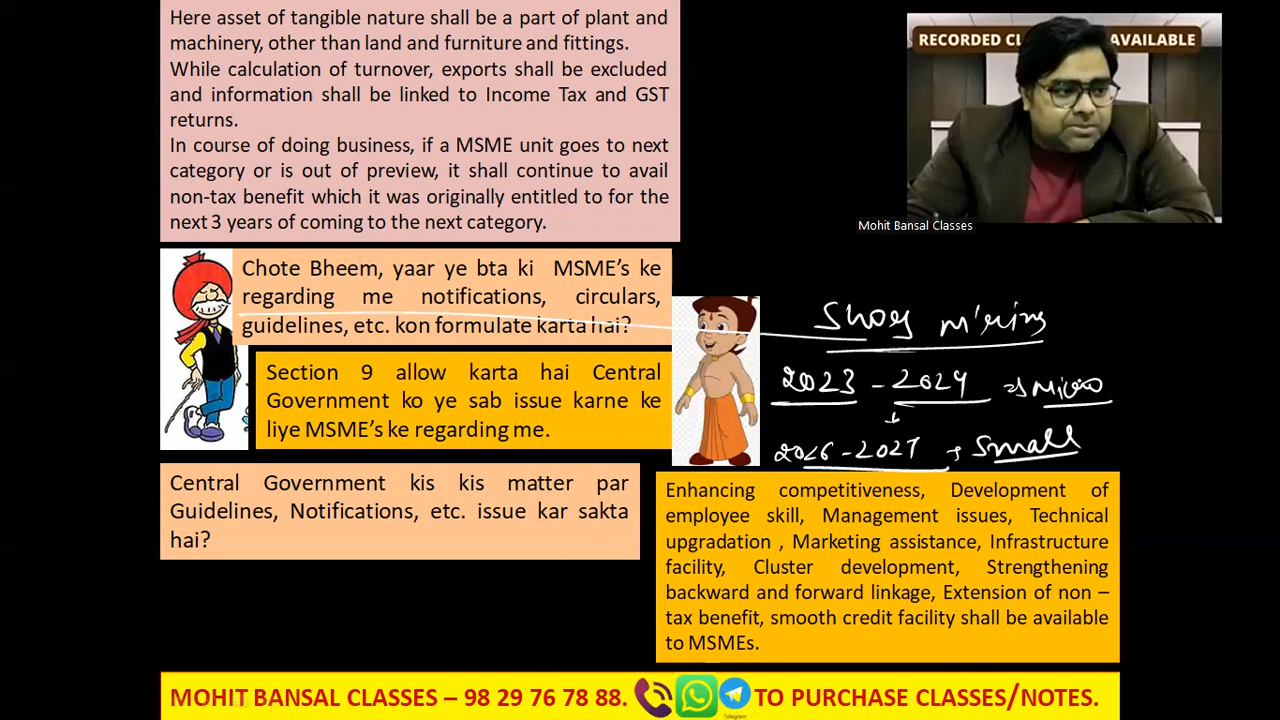 Here asset of tangible nature shall be a part of plant and
machinery, other than land and furniture and fittings.
While calculation of turnover, exports shall be excluded
and information shall be linked to Income Tax and GST
returns.
In course of doing business, if a MSME unit goes to next
category or is out of preview, it shall continue to avail
non-tax benefit which it was originally entitled to for the
next 3 years of coming to the next category.
RECORDED CL AVAILABLE
Mohit Bansal Classes
Chote Bheem, yaar ye bta ki MSME's ke
regarding me notifications, circulars,
guidelines, etc. kon formulate karta hai?
Section 9 allow karta hai Central
Government ko ye sab issue karne ke
liye MSME's ke regarding me.
2023 - 2024 ⇒ Micro
2026-2027 → Small
Central Government kis kis matter par
Guidelines, Notifications, etc. issue kar sakta
hai?
Enhancing competitiveness, Development of
employee skill, Management issues, Technical
upgradation , Marketing assistance, Infrastructure
facility, Cluster development, Strengthening
backward and forward linkage, Extension of non –
tax benefit, smooth credit facility shall be available
to MSMEs.
MOHIT BANSAL CLASSES – 98 29 76 78 88. TO PURCHASE CLASSES/NOTES.
Telegram